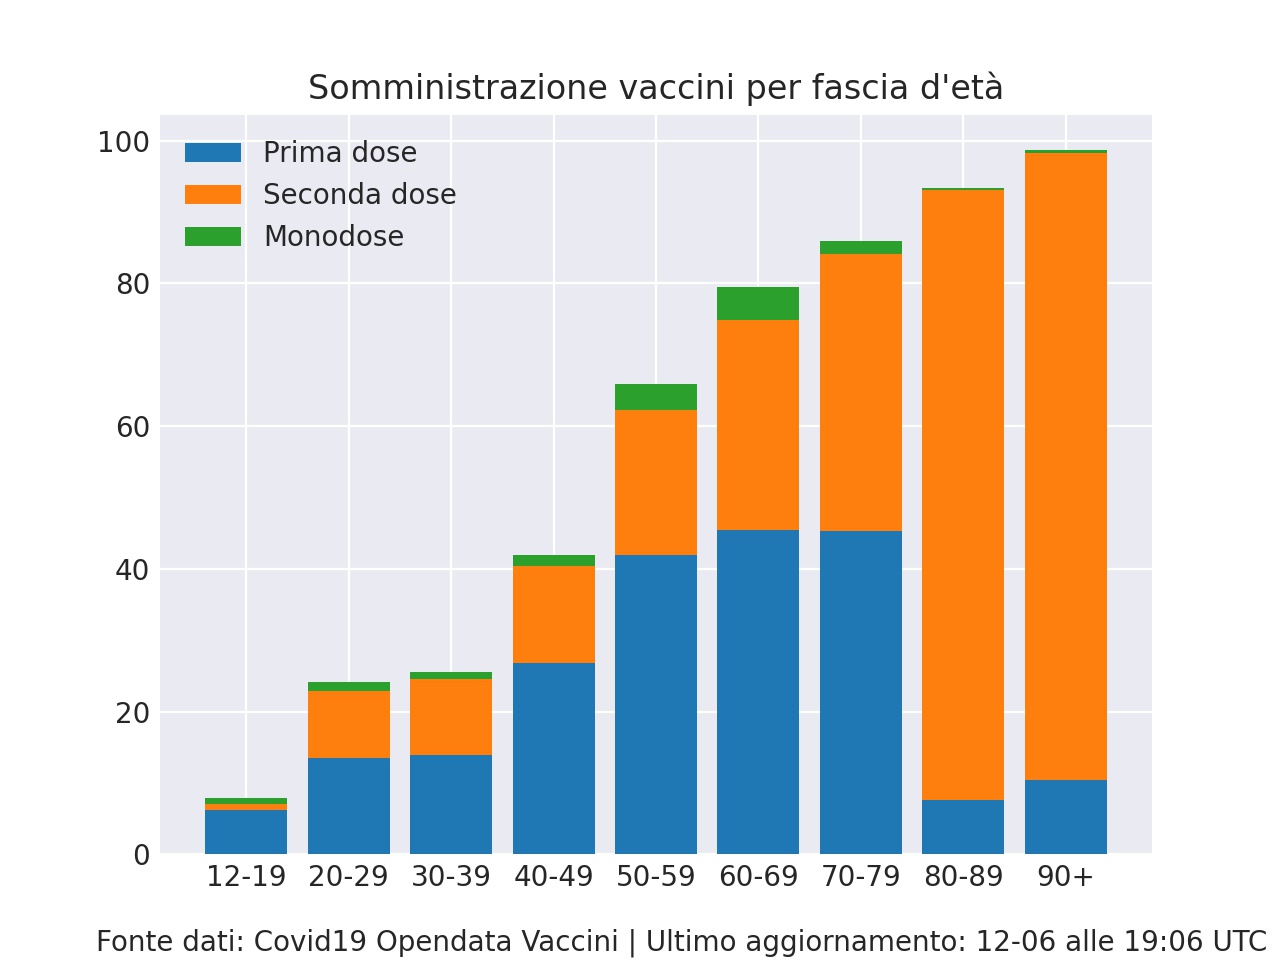 Somministrazione vaccini per fascia d'età
Prima dose
Seconda dose
Monodose
100
80
60
40
20
0
12-19 20-29 30-39 40-49 50-59 60-69 70-79 80-89 90+
Fonte dati: Covid19 Opendata Vaccini | Ultimo aggiornamento: 12-06 alle 19:06 UTC